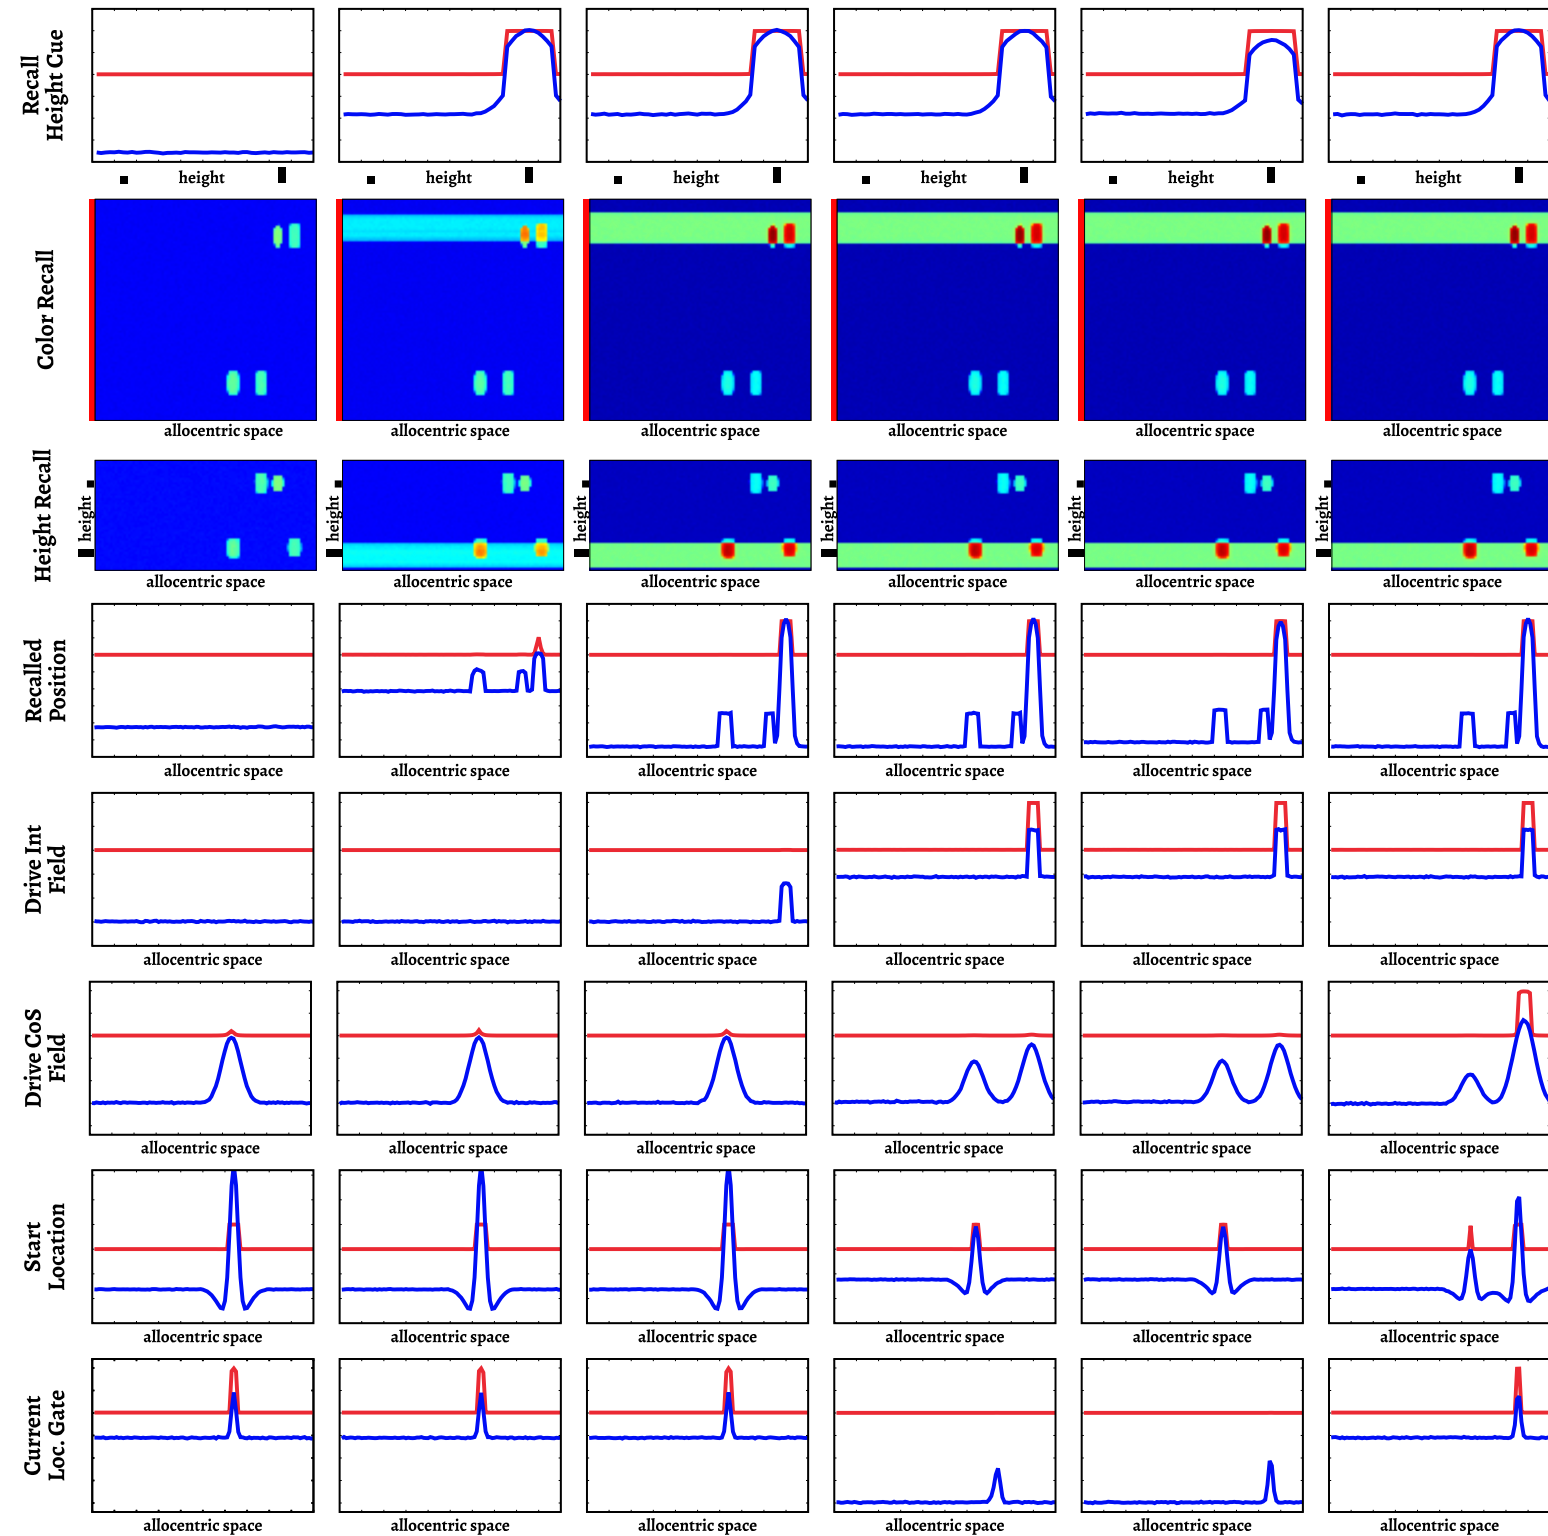 Recall
Height Cue
height
height
height
height
height
height
Color Recall
allocentric space
allocentric space
allocentric space
allocentric space
allocentric space
allocentric space
Height Recall
height
height
height
height
height
height
allocentric space
allocentric space
allocentric space
allocentric space
allocentric space
allocentric space
Recalled
Position
allocentric space
allocentric space
allocentric space
allocentric space
allocentric space
allocentric space
Drive Int
Field
allocentric space
allocentric space
allocentric space
allocentric space
allocentric space
allocentric space
Drive CoS
Field
allocentric space
allocentric space
allocentric space
allocentric space
allocentric space
allocentric space
Start
Location
allocentric space
allocentric space
allocentric space
allocentric space
allocentric space
allocentric space
Current
Loc. Gate
allocentric space
allocentric space
allocentric space
allocentric space
allocentric space
allocentric space